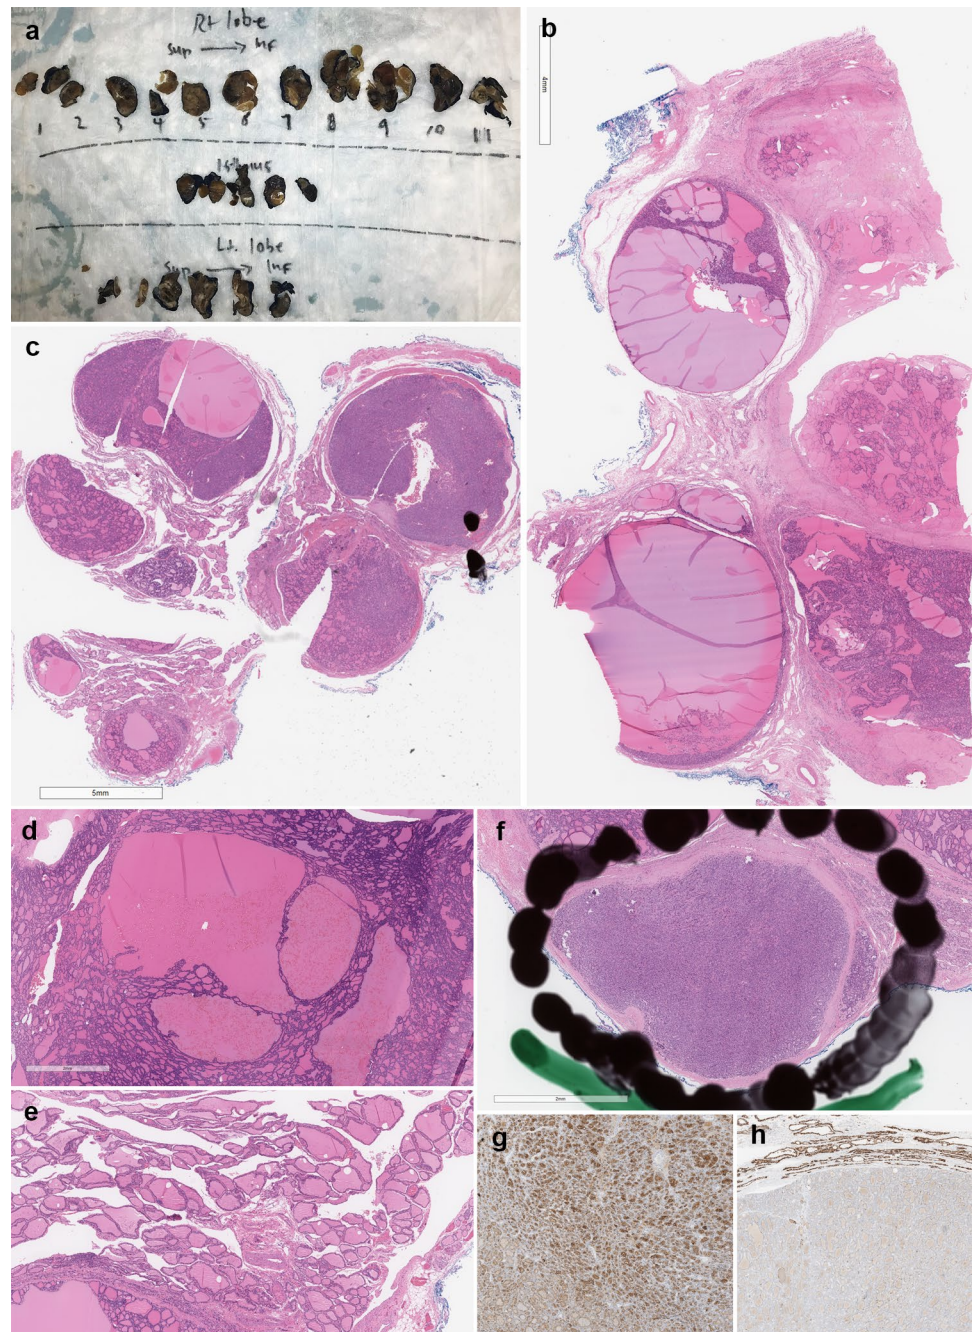 a
Rt lobe
Sup → Inf
1 2 3 4 5 6 7 8 9 10 11
Isthmus
Lt. lobe
Sup → Inf
b
4mm
c
5mm
d
e
f
2mm
g
h